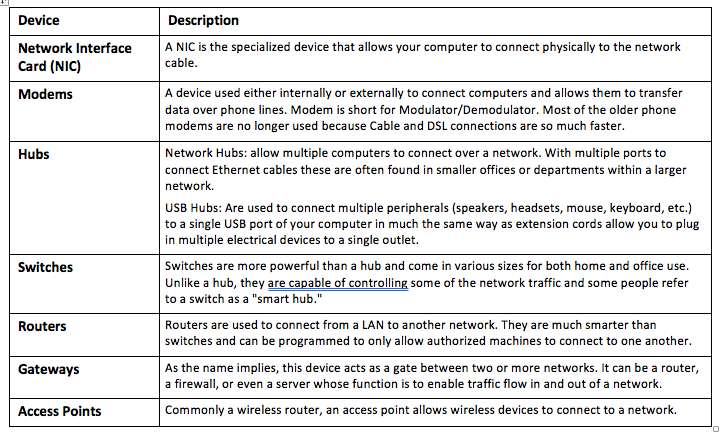 Device Description
Network Interface
Card (NIC)
A NIC is the specialized device that allows your computer to connect physically to the network
cable.
Modems
A device used either internally or externally to connect computers and allows them to transfer
data over phone lines. Modem is short for Modulator/Demodulator. Most of the older phone
modems are no longer used because Cable and DSL connections are so much faster.
Hubs
Network Hubs: allow multiple computers to connect over a network. With multiple ports to
connect Ethernet cables these are often found in smaller offices or departments within a larger
network.
USB Hubs: Are used to connect multiple peripherals (speakers, headsets, mouse, keyboard, etc.)
to a single USB port of your computer in much the same way as extension cords allow you to plug
in multiple electrical devices to a single outlet.
Switches
Switches are more powerful than a hub and come in various sizes for both home and office use.
Unlike a hub, they are capable of controlling some of the network traffic and some people refer
to a switch as a "smart hub."
Routers
Routers are used to connect from a LAN to another network. They are much smarter than
switches and can be programmed to only allow authorized machines to connect to one another.
Gateways
As the name implies, this device acts as a gate between two or more networks. It can be a router,
a firewall, or even a server whose function is to enable traffic flow in and out of a network.
Access Points
Commonly a wireless router, an access point allows wireless devices to connect to a network.